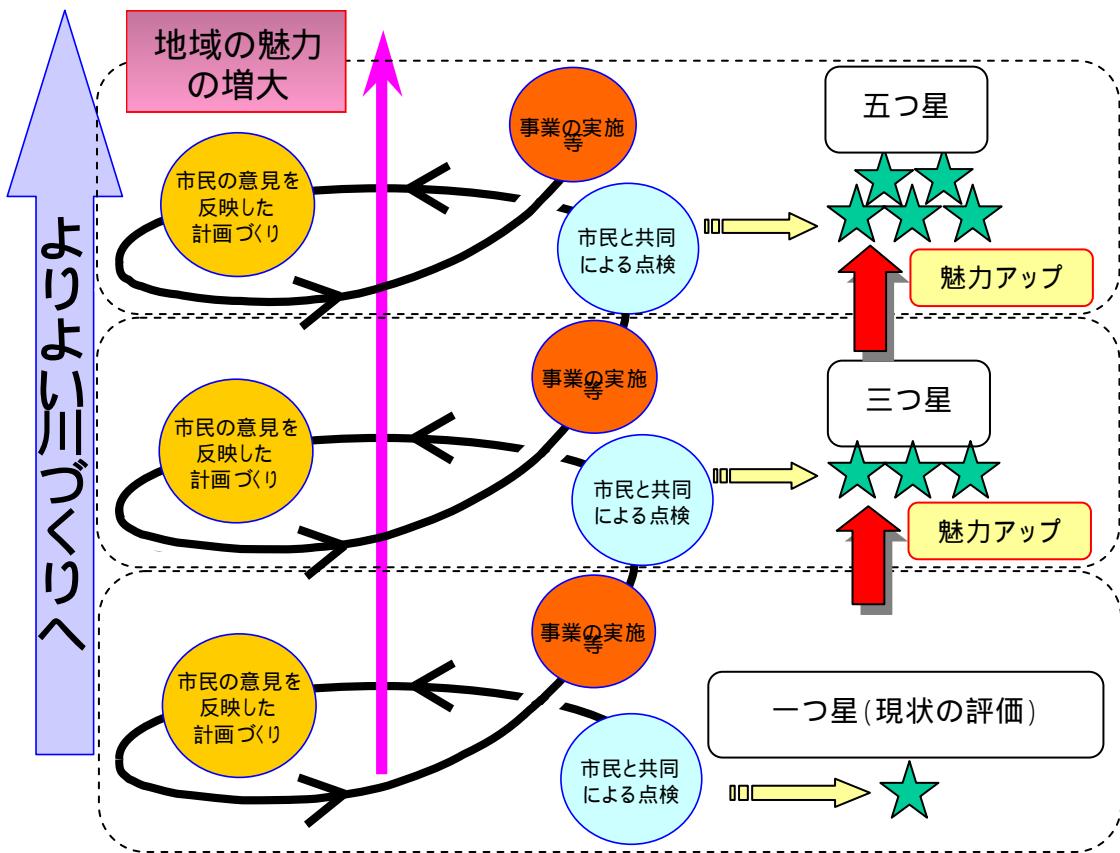 地域の魅力
の増大
よりよい川づくりへ
事業の実施
等
五つ星
市民の意見を
反映した
計画づくり
市民と共同
による点検
魅力アップ
事業の実施
等
三つ星
市民の意見を
反映した
計画づくり
市民と共同
による点検
魅力アップ
事業の実施
等
市民の意見を
反映した
計画づくり
一つ星(現状の評価)
市民と共同
による点検